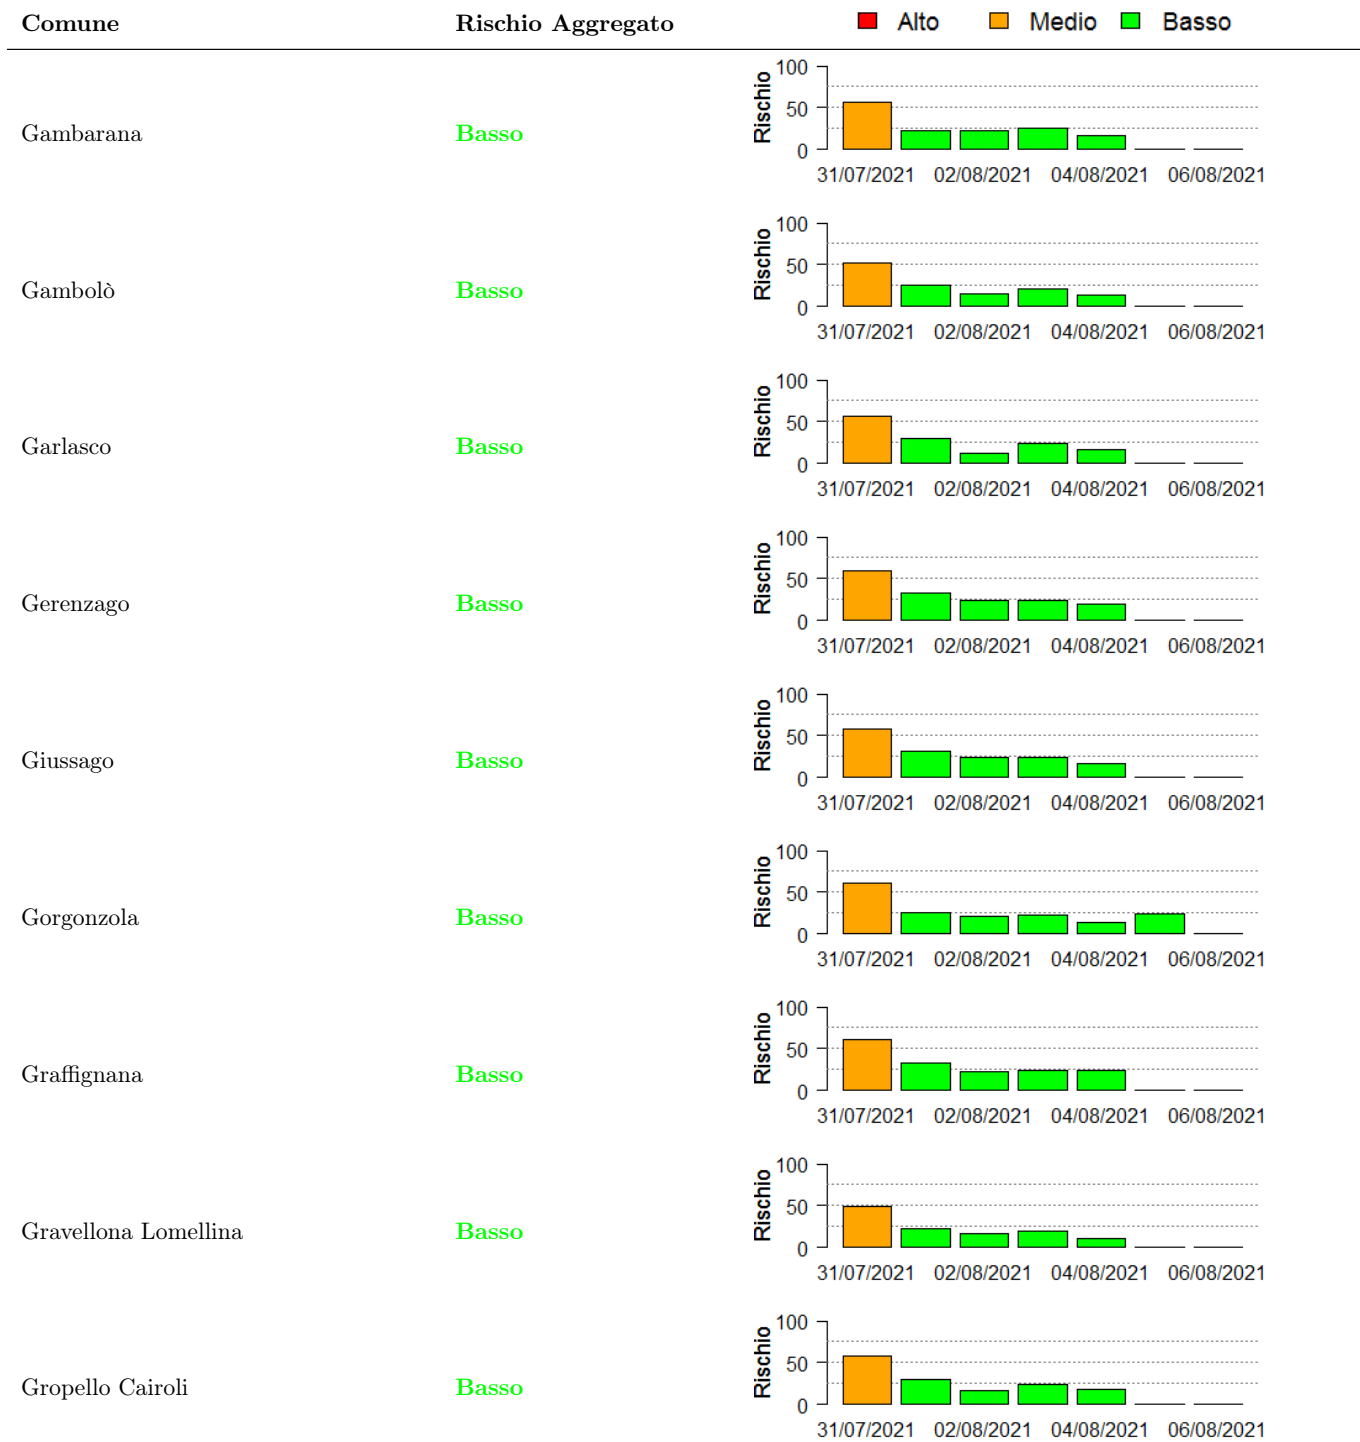 Comune Rischio Aggregato Alto Medio Basso
Gambarana Basso Rischio 100 50 0
31/07/2021 02/08/2021 04/08/2021 06/08/2021
Gambolò Basso Rischio 100 50 0
31/07/2021 02/08/2021 04/08/2021 06/08/2021
Garlasco Basso Rischio 100 50 0
31/07/2021 02/08/2021 04/08/2021 06/08/2021
Gerenzago Basso Rischio 100 50 0
31/07/2021 02/08/2021 04/08/2021 06/08/2021
Giussago Basso Rischio 100 50 0
31/07/2021 02/08/2021 04/08/2021 06/08/2021
Gorgonzola Basso Rischio 100 50 0
31/07/2021 02/08/2021 04/08/2021 06/08/2021
Graffignana Basso Rischio 100 50 0
31/07/2021 02/08/2021 04/08/2021 06/08/2021
Gravellona Lomellina Basso Rischio 100 50 0
31/07/2021 02/08/2021 04/08/2021 06/08/2021
Gropello Cairoli Basso Rischio 100 50 0
31/07/2021 02/08/2021 04/08/2021 06/08/2021